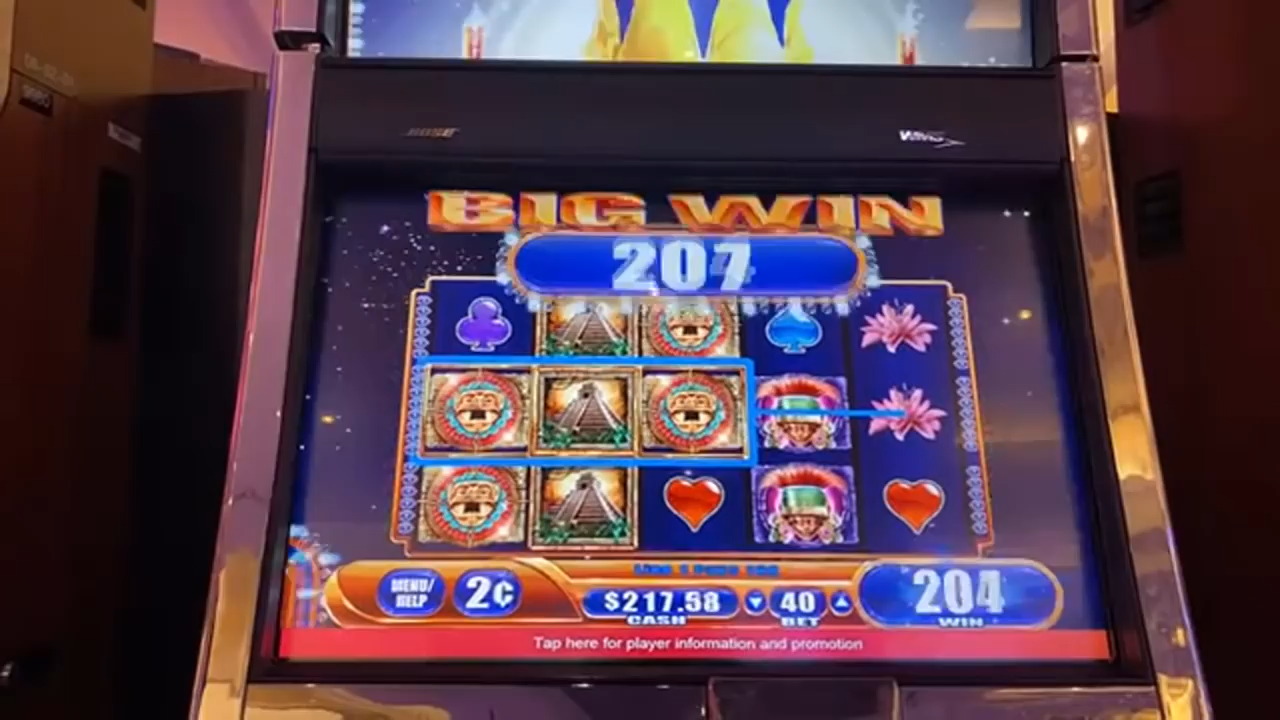 WMS
BIG WIN
207
MENU/
HELP
2¢
$217.58
CASH
40
BET
204
WIN
Tap here for player information and promotion